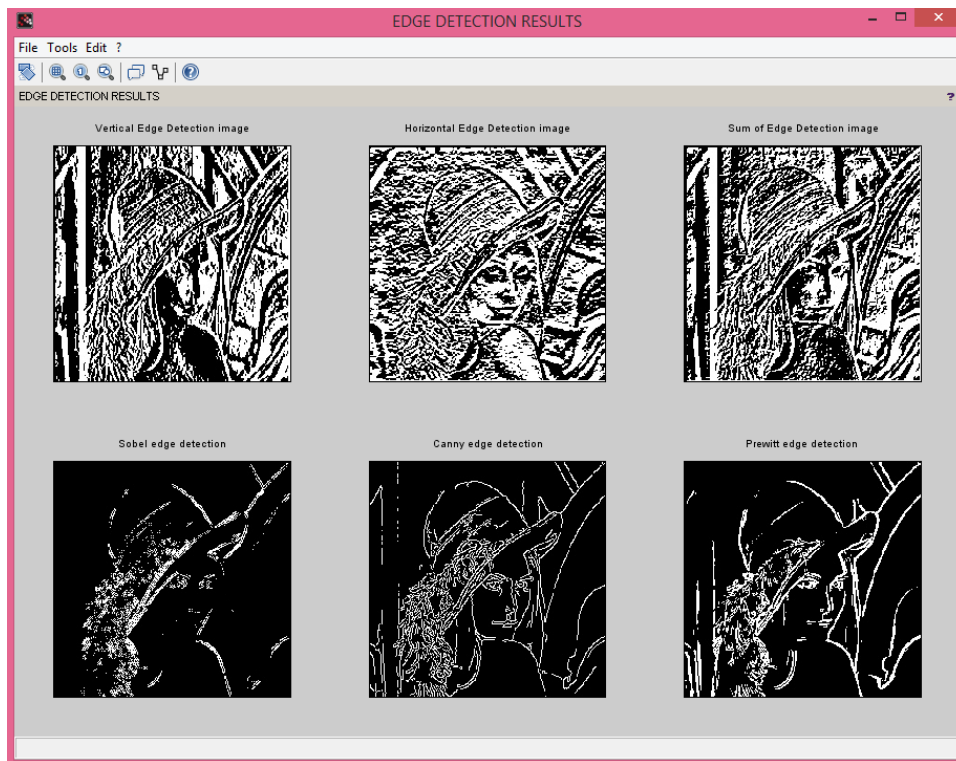 EDGE DETECTION RESULTS
File Tools Edit ?
EDGE DETECTION RESULTS ?
Vertical Edge Detection image
Horizontal Edge Detection image
Sum of Edge Detection image
Sobel edge detection
Canny edge detection
Prewitt edge detection